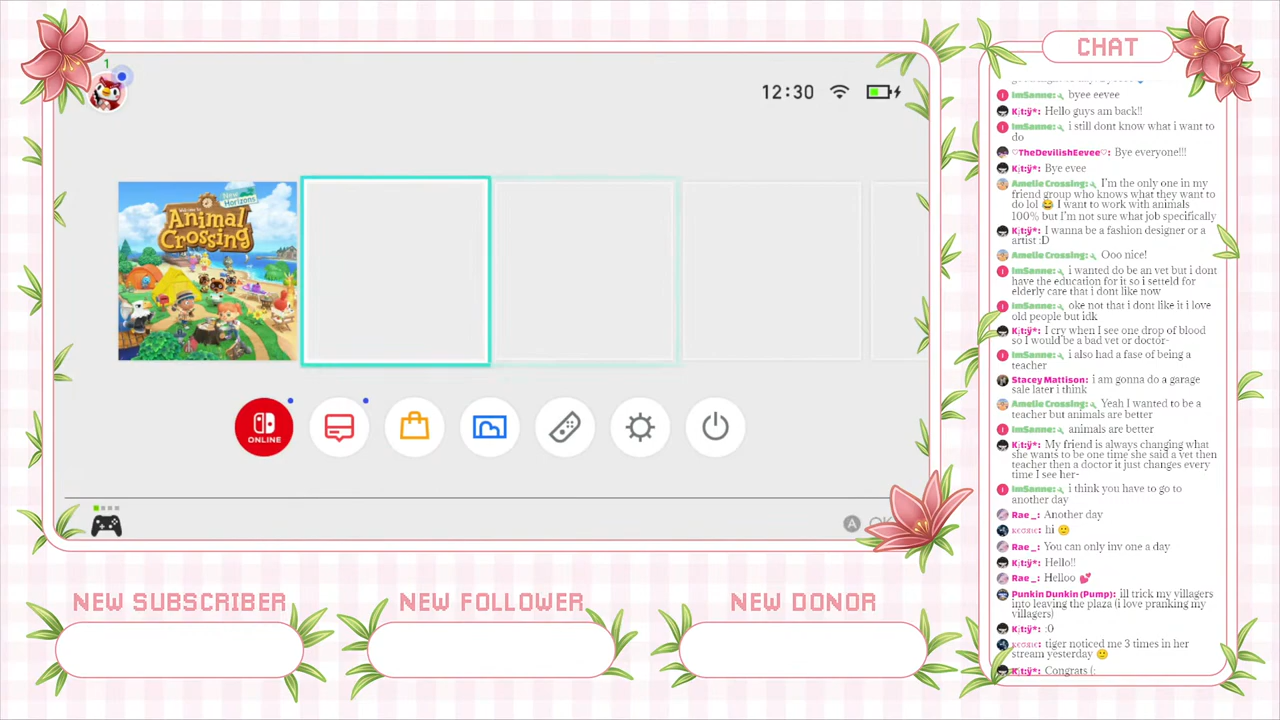 1
12:30
New Horizons
Welcome to
Animal
Crossing
ONLINE
A
NEW SUBSCRIBER
NEW FOLLOWER
NEW DONOR
CHAT
ImSanne: byee eevee
Hello guys am back!!
ImSanne: i still dont know what i want to
do
♡TheDevilishEevee♡: Bye everyone!!!
Bye evee
Amelie Crossing: I'm the only one in my
friend group who knows what they want to
do lol 😂 I want to work with animals
100% but I'm not sure what job specifically
I wanna be a fashion designer or a
artist :D
Amelie Crossing: Ooo nice!
ImSanne: i wanted do be an vet but i dont
have the education for it so i setteld for
elderly care that i dont like now
ImSanne: oke not that i dont like it i love
old people but idk
I cry when I see one drop of blood
so I would be a bad vet or doctor-
ImSanne: i also had a fase of being a
teacher
Stacey Mattison: i am gonna do a garage
sale later i think
Amelie Crossing: Yeah I wanted to be a
teacher but animals are better
ImSanne: animals are better
My friend is always changing what
she wants to be one time she said a vet then
teacher then a doctor it just changes every
time I see her-
ImSanne: i think you have to go to
another day
Rae _: Another day
hi 🙂
Rae _: You can only inv one a day
Hello!!
Rae _: Helloo 💕
Punkin Dunkin (Pump): ill trick my villagers
into leaving the plaza (i love pranking my
villagers)
:0
tiger noticed me 3 times in her
stream yesterday 🙂
Congrats (: